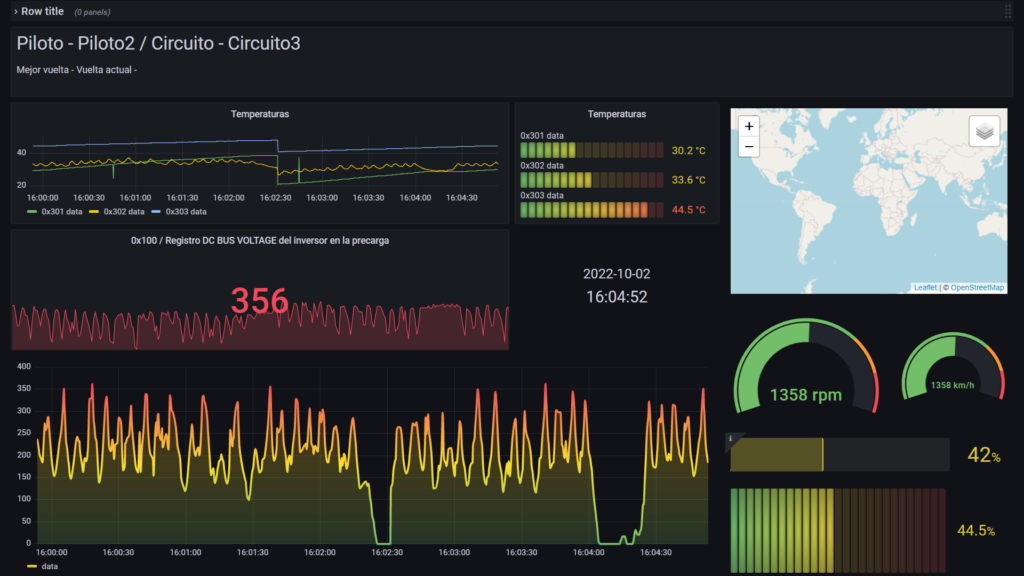 Row title (0 panels)
Piloto - Piloto2 / Circuito - Circuito3
Mejor vuelta - Vuelta actual -
Temperaturas
40
20
16:00:00 16:00:30 16:01:00 16:01:30 16:02:00 16:02:30 16:03:00 16:03:30 16:04:00 16:04:30
0x301 data 0x302 data 0x303 data
Temperaturas
0x301 data
30.2 °C
0x302 data
33.6 °C
0x303 data
44.5 °C
+
−
Leaflet | © OpenStreetMap
0x100 / Registro DC BUS VOLTAGE del inversor en la precarga
356
2022-10-02
16:04:52
1358 rpm
1358 km/h
i
42%
44.5%
400
350
300
250
200
150
100
50
0
16:00:00 16:00:30 16:01:00 16:01:30 16:02:00 16:02:30 16:03:00 16:03:30 16:04:00 16:04:30
data